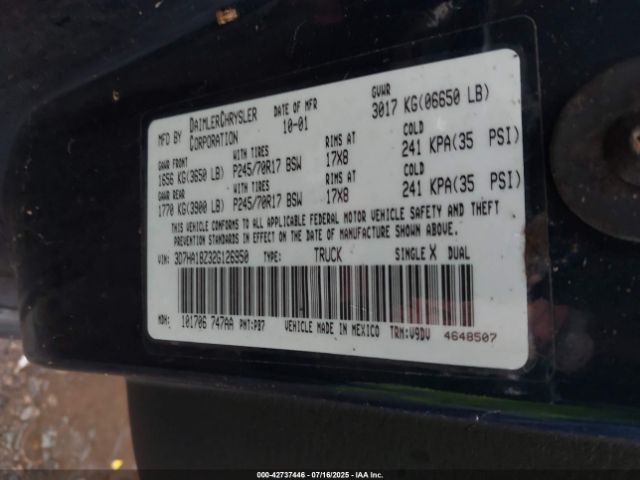 MFD BY DAIMLERCHRYSLER CORPORATION DATE OF MFR 10-01 GVWR 3017 KG(06650 LB)
GAWR FRONT WITH TIRES RIMS AT COLD
1656 KG(3650 LB) P245/70R17 BSW 17X8 241 KPA(35 PSI)
GAWR REAR WITH TIRES RIMS AT COLD
1770 KG(3900 LB) P245/70R17 BSW 17X8 241 KPA(35 PSI)
THIS VEHICLE CONFORMS TO ALL APPLICABLE FEDERAL MOTOR VEHICLE SAFETY AND THEFT
PREVENTION STANDARDS IN EFFECT ON THE DATE OF MANUFACTURE SHOWN ABOVE.
VIN: 3D7HA18Z32G126950 TYPE: TRUCK SINGLE X DUAL
MDH: 101706 747AA PNT:PB7 VEHICLE MADE IN MEXICO TRM:V9DV 4648507
000-42737446 - 07/16/2025 - IAAI.COM